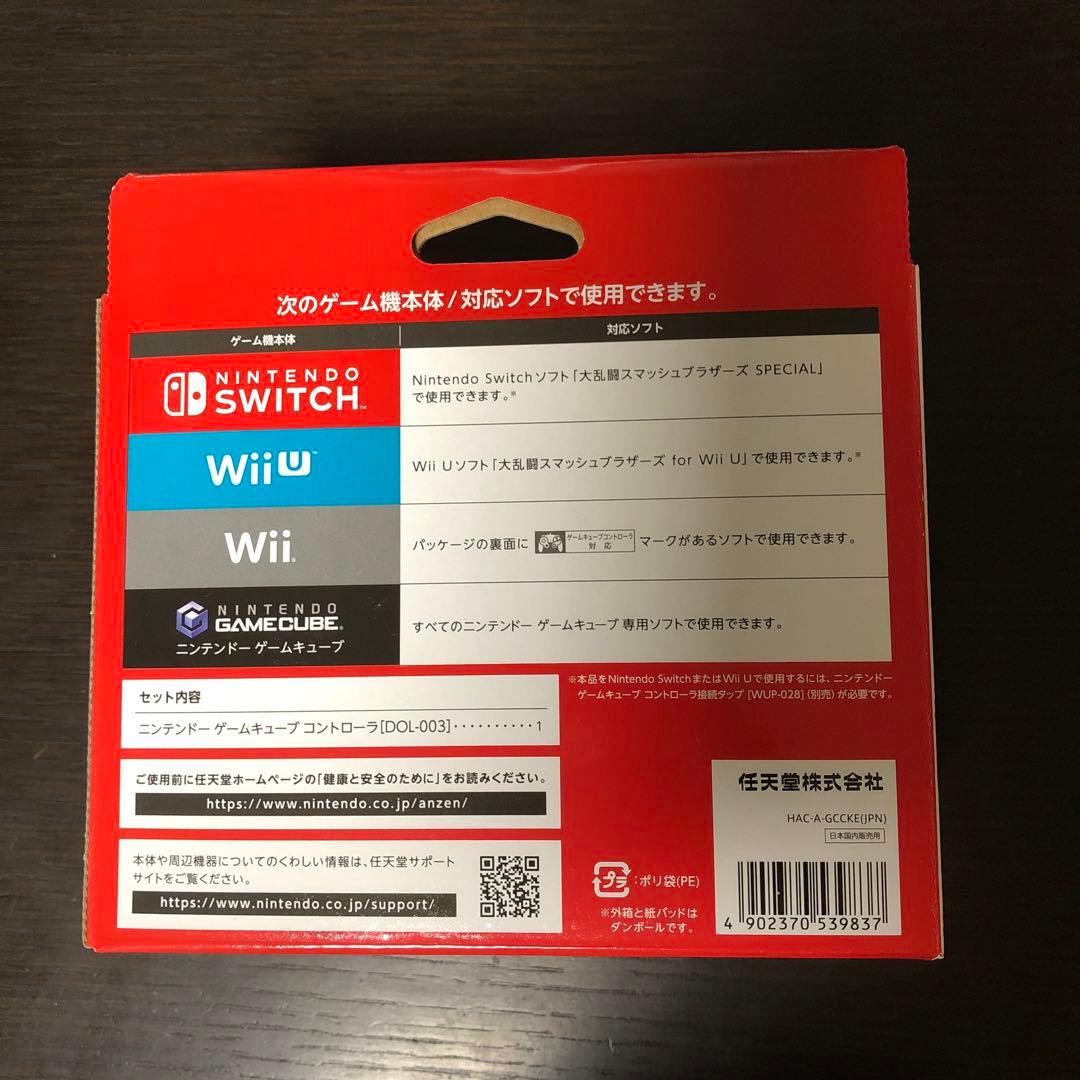 次のゲーム機本体/対応ソフトで使用できます。
ゲーム機本体
対応ソフト
NINTENDO
SWITCH™
Nintendo Switchソフト「大乱闘スマッシュブラザーズ SPECIAL」
で使用できます。※
Wii U™
Wii Uソフト「大乱闘スマッシュブラザーズ for Wii U」で使用できます。※
Wii®
パッケージの裏面に ゲームキューブコントローラ マークがあるソフトで使用できます。
対応
NINTENDO
GAMECUBE®
ニンテンドー ゲームキューブ
すべてのニンテンドー ゲームキューブ 専用ソフトで使用できます。
※本品をNintendo SwitchまたはWii Uで使用するには、ニンテンドー
ゲームキューブ コントローラ接続タップ [WUP-028] (別売) が必要です。
セット内容
ニンテンドー ゲームキューブ コントローラ[DOL-003]··········1
ご使用前に任天堂ホームページの「健康と安全のために」をお読みください。
https://www.nintendo.co.jp/anzen/
本体や周辺機器についてのくわしい情報は、任天堂サポート
サイトをご覧ください。
https://www.nintendo.co.jp/support/
プラ:ポリ袋(PE)
※外箱と紙パッドは
ダンボールです。
任天堂株式会社
HAC-A-GCCKE(JPN)
日本国内販売用
4 902370 539837